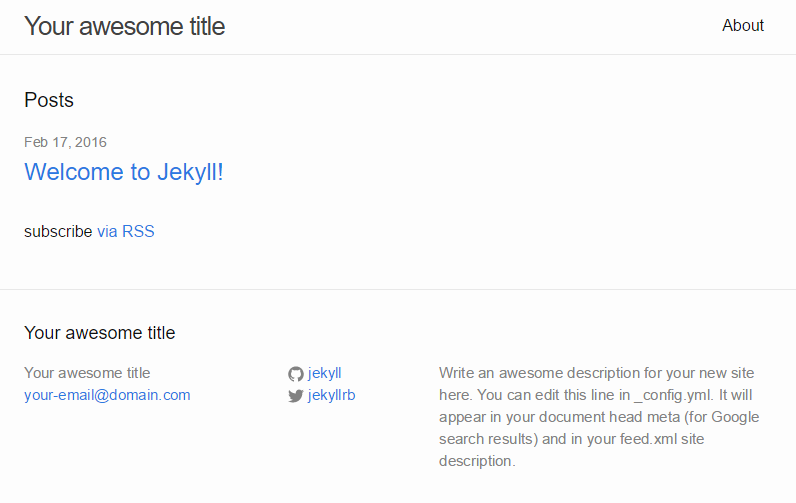 Your awesome title
About
Posts
Feb 17, 2016
Welcome to Jekyll!
subscribe via RSS
Your awesome title
Your awesome title
your-email@domain.com
jekyll
jekyllrb
Write an awesome description for your new site
here. You can edit this line in _config.yml. It will
appear in your document head meta (for Google
search results) and in your feed.xml site
description.